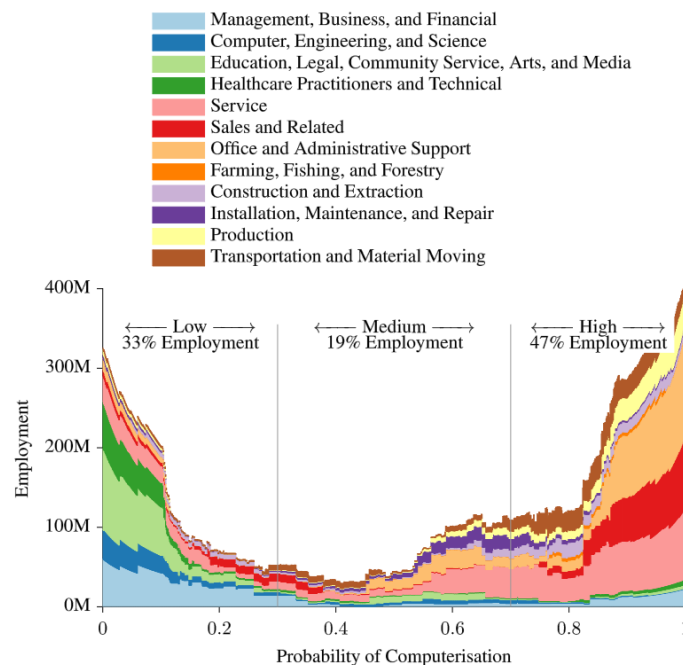 Management, Business, and Financial
Computer, Engineering, and Science
Education, Legal, Community Service, Arts, and Media
Healthcare Practitioners and Technical
Service
Sales and Related
Office and Administrative Support
Farming, Fishing, and Forestry
Construction and Extraction
Installation, Maintenance, and Repair
Production
Transportation and Material Moving
400M
←— Low —→ ←— Medium —→ ←— High —→
33% Employment 19% Employment 47% Employment
300M
200M
100M
0M
Employment
0 0.2 0.4 0.6 0.8 1
Probability of Computerisation